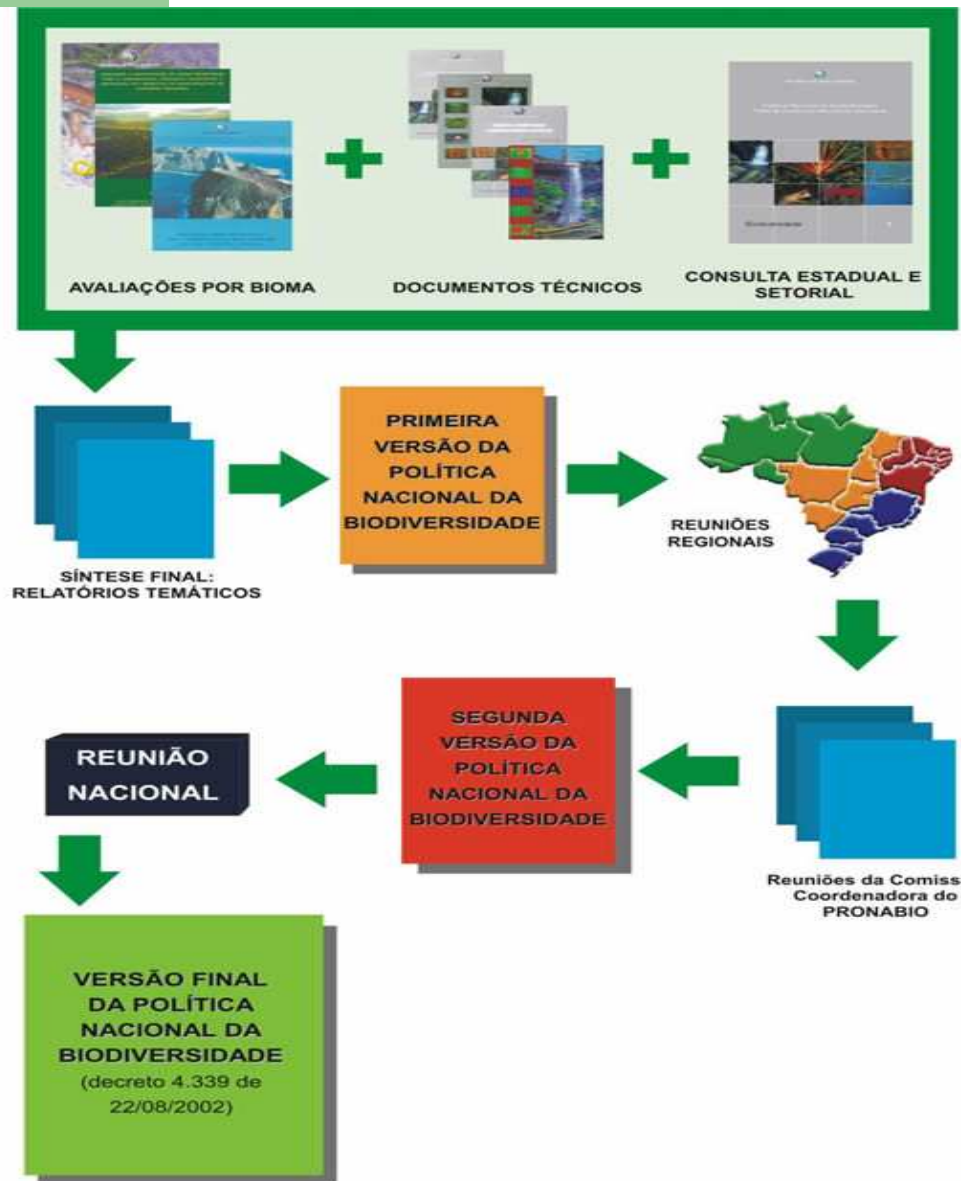 AVALIAÇÕES POR BIOMA
DOCUMENTOS TÉCNICOS
CONSULTA ESTADUAL E
SETORIAL
SÍNTESE FINAL:
RELATÓRIOS TEMÁTICOS
PRIMEIRA
VERSÃO DA
POLÍTICA
NACIONAL DA
BIODIVERSIDADE
REUNIÕES
REGIONAIS
Reuniões da Comiss
Coordenadora do
PRONABIO
SEGUNDA
VERSÃO DA
POLÍTICA
NACIONAL DA
BIODIVERSIDADE
REUNIÃO
NACIONAL
VERSÃO FINAL
DA POLÍTICA
NACIONAL DA
BIODIVERSIDADE
(decreto 4.339 de
22/08/2002)